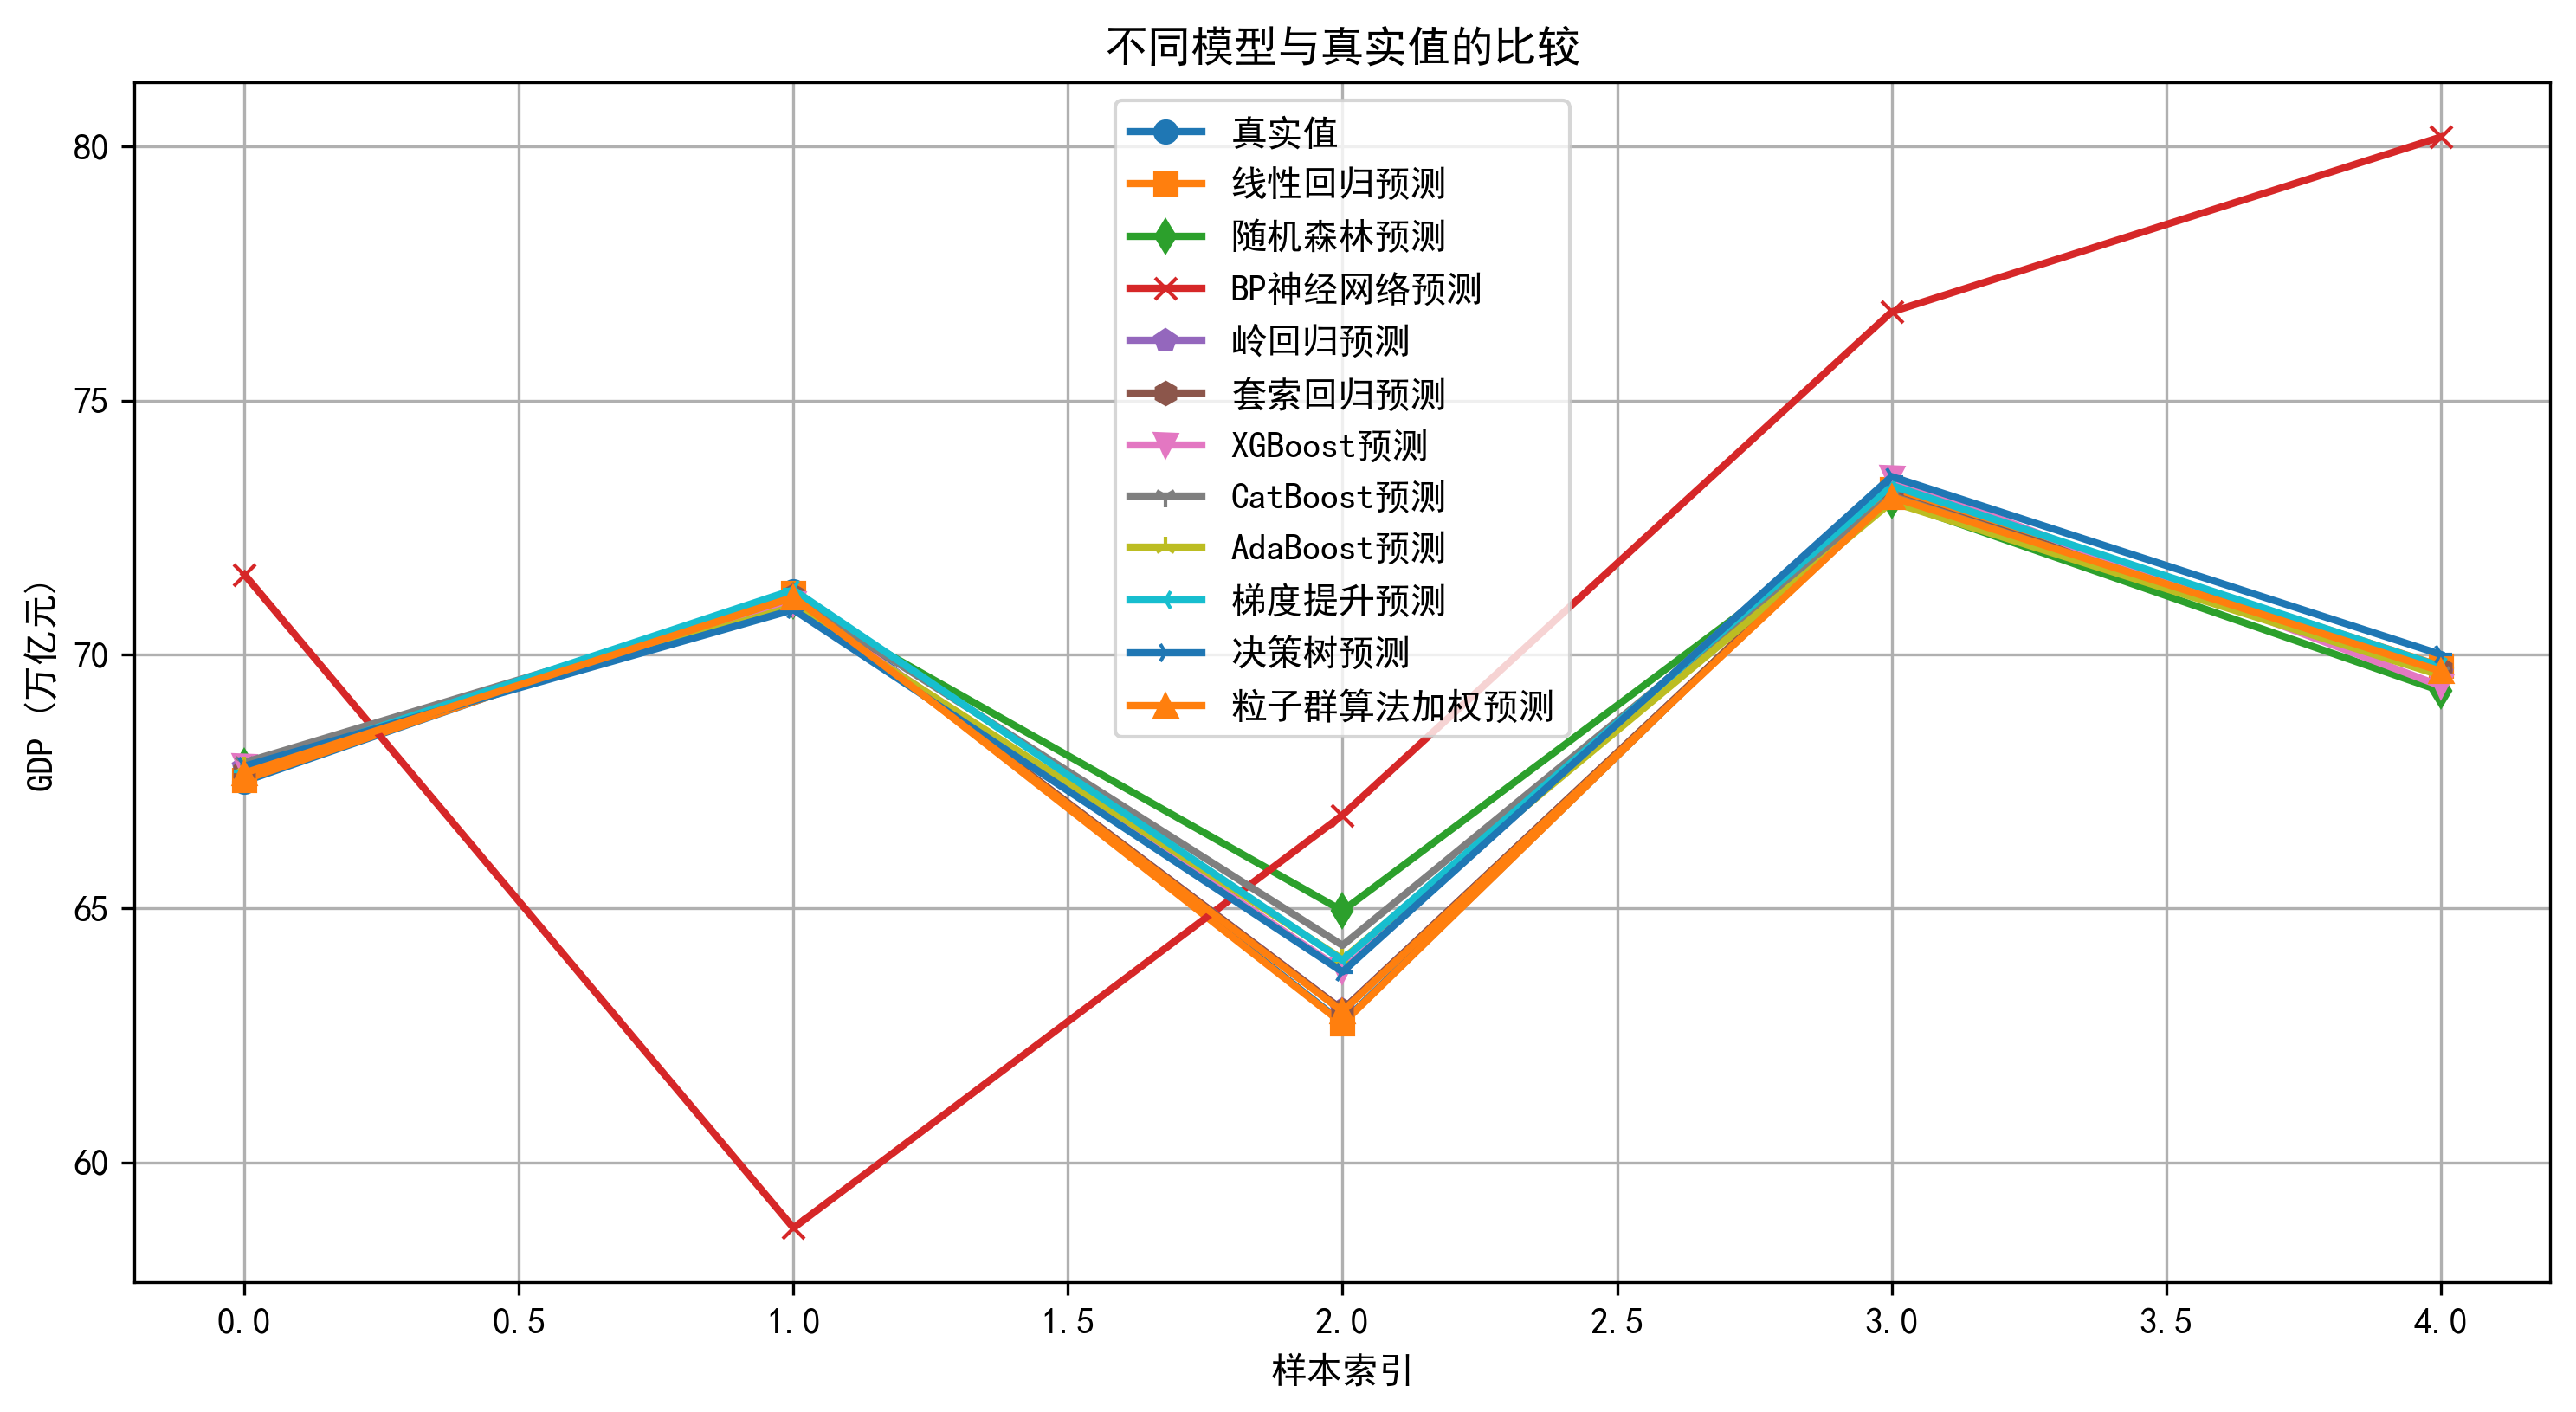 不同模型与真实值的比较
80
75
70
65
60
GDP (万亿元)
真实值
线性回归预测
随机森林预测
BP神经网络预测
岭回归预测
套索回归预测
XGBoost预测
CatBoost预测
AdaBoost预测
梯度提升预测
决策树预测
粒子群算法加权预测
0.0 0.5 1.0 1.5 2.0 2.5 3.0 3.5 4.0
样本索引